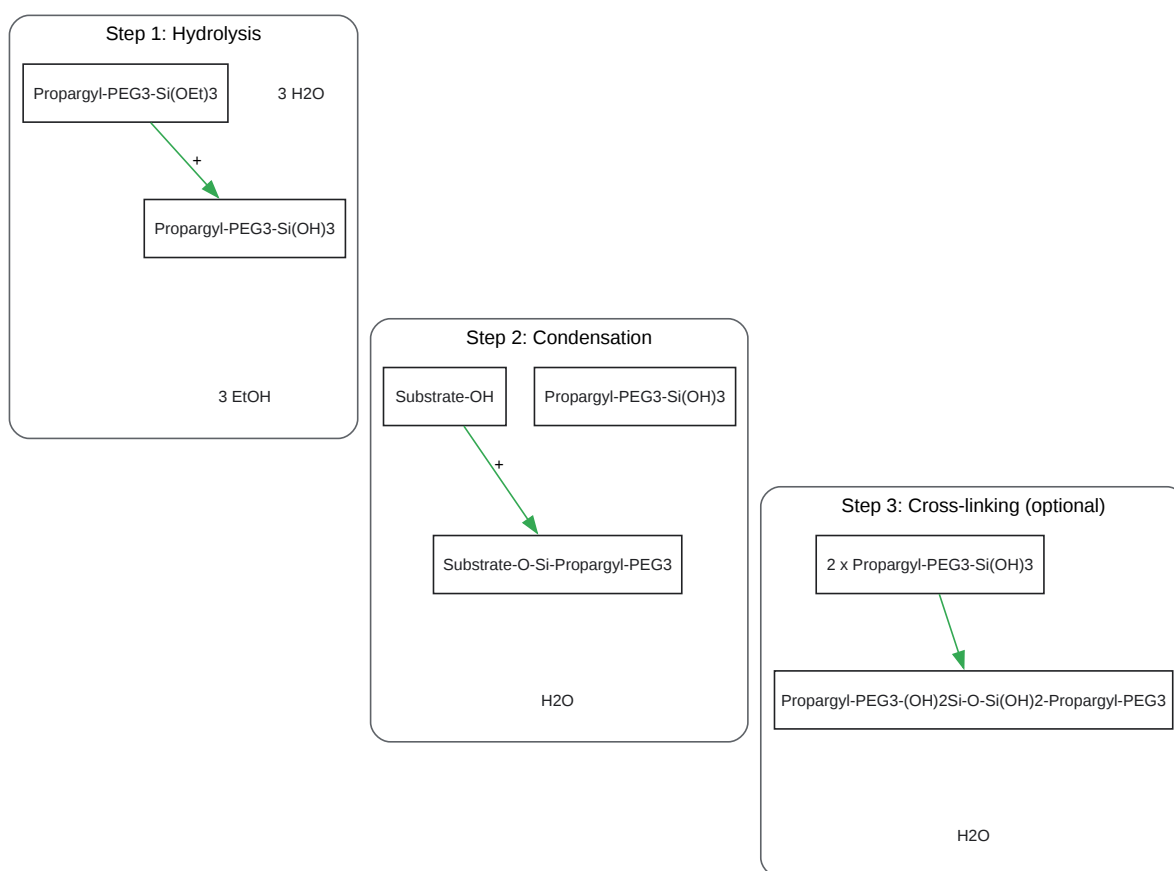 Step 1: Hydrolysis
Propargyl-PEG3-Si(OEt)3
3 H2O
+
Propargyl-PEG3-Si(OH)3
3 EtOH
Step 2: Condensation
Substrate-OH
Propargyl-PEG3-Si(OH)3
+
Substrate-O-Si-Propargyl-PEG3
H2O
Step 3: Cross-linking (optional)
2 x Propargyl-PEG3-Si(OH)3
Propargyl-PEG3-(OH)2Si-O-Si(OH)2-Propargyl-PEG3
H2O